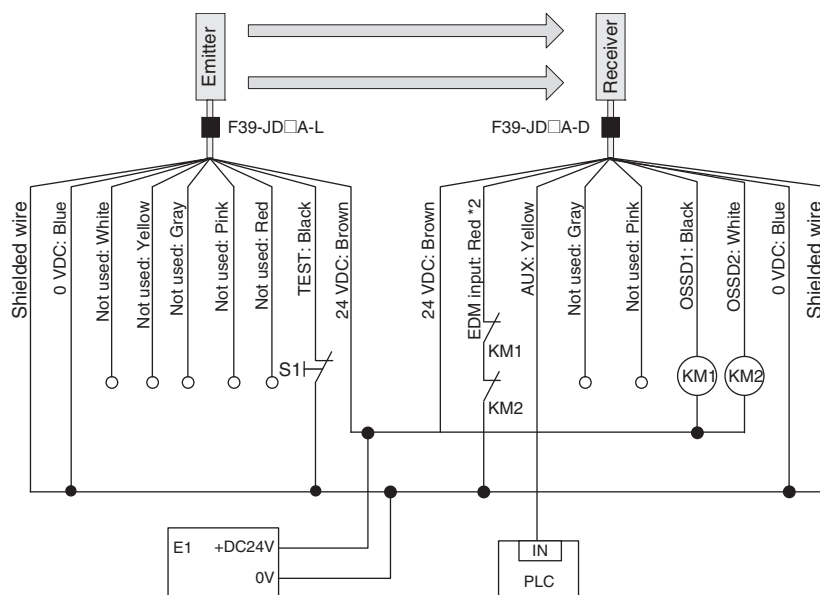 Emitter
Receiver
F39-JD□A-L
F39-JD□A-D
Shielded wire
0 VDC: Blue
Not used: White
Not used: Yellow
Not used: Gray
Not used: Pink
Not used: Red
TEST: Black
24 VDC: Brown
24 VDC: Brown
EDM input: Red *2
AUX: Yellow
Not used: Gray
Not used: Pink
OSSD1: Black
OSSD2: White
0 VDC: Blue
Shielded wire
S1
KM1
KM2
KM1
KM2
E1
+DC24V
0V
IN
PLC